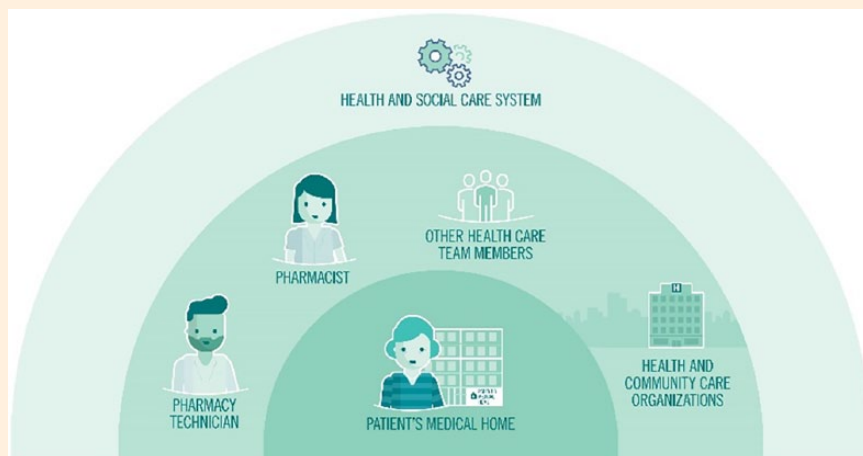 HEALTH AND SOCIAL CARE SYSTEM
PHARMACIST
OTHER HEALTH CARE
TEAM MEMBERS
H
PHARMACY
TECHNICIAN
PATIENT'S MEDICAL HOME
HEALTH AND
COMMUNITY CARE
ORGANIZATIONS